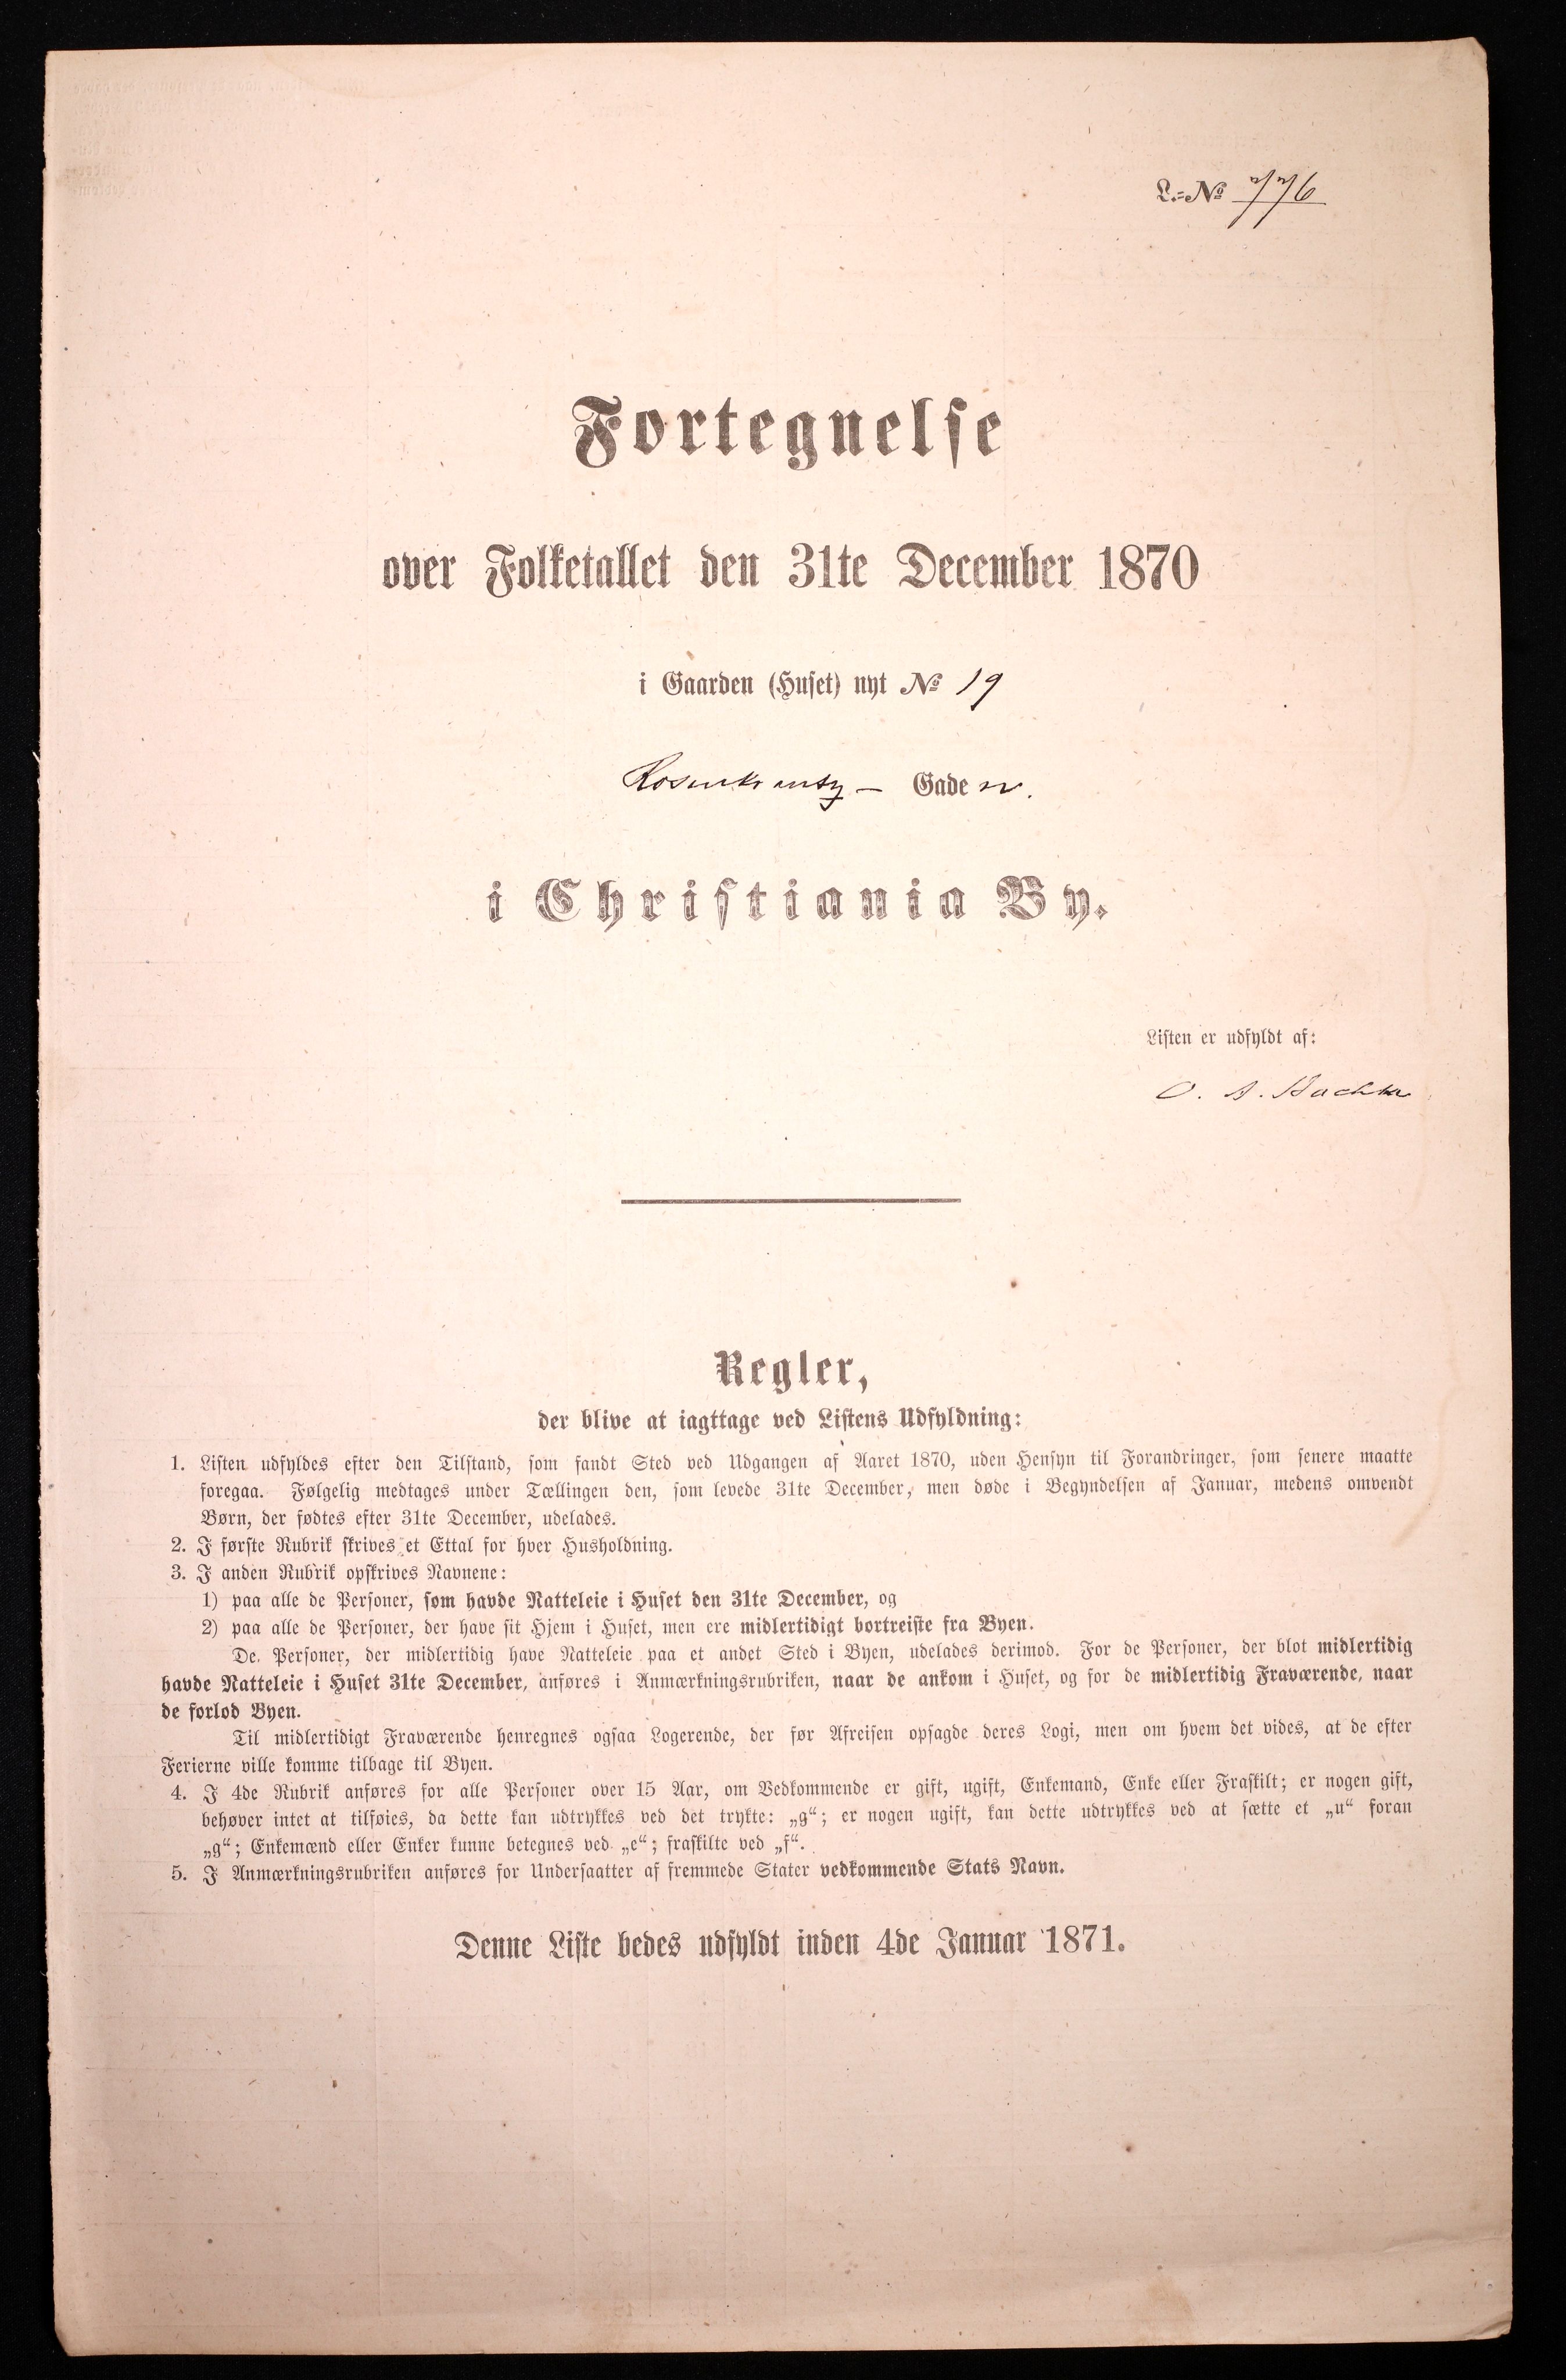 L.-№ 776
Fortegnelse
over Folketallet den 31te December 1870
i Gaarden (Huset) nyt № 19
Rosenkrantz – Gaden.
i Christiania By.
Listen er udfyldt af:
O. A.
Regler,
der blive at iagttage ved Listens Udfyldning:
1. Listen udfyldes efter den Tilstand, som fandt Sted ved Udgangen af Aaret 1870, uden Hensyn til Forandringer, som senere maatte
foregaa. Følgelig medtages under Tællingen den, som levede 31te December, men døde i Begyndelsen af Januar, medens omvendt
Børn, der fødtes efter 31te December, udelades.
2. I første Rubrik skrives et Ettal for hver Husholdning.
3. I anden Rubrik opskrives Navnene:
1) paa alle de Personer, som havde Natteleie i Huset den 31te December, og
2) paa alle de Personer, der have sit Hjem i Huset, men ere midlertidigt bortreiste fra Byen.
De Personer, der midlertidig have Natteleie paa et andet Sted i Byen, udelades derimod. For de Personer, der blot midlertidig
havde Natteleie i Huset 31te December, anføres i Anmærkningsrubriken, naar de ankom i Huset, og for de midlertidig Fraværende, naar
de forlod Byen.
Til midlertidigt Fraværende henregnes ogsaa Logerende, der før Afreisen opsagde deres Logi, men om hvem det vides, at de efter
Ferierne ville komme tilbage til Byen.
4. I 4de Rubrik anføres for alle Personer over 15 Aar, om Vedkommende er gift, ugift, Enkemand, Enke eller Fraskilt; er nogen gift,
behøver intet at tilføies, da dette kan udtrykkes ved det trykte: „g“; er nogen ugift, kan dette udtrykkes ved at sætte et „u“ foran
„g“; Enkemænd eller Enker kunne betegnes ved „e“; fraskilte ved „f“.
5. I Anmærkningsrubriken anføres for Undersaatter af fremmede Stater vedkommende Stats Navn.
Denne Liste bedes udfyldt inden 4de Januar 1871.